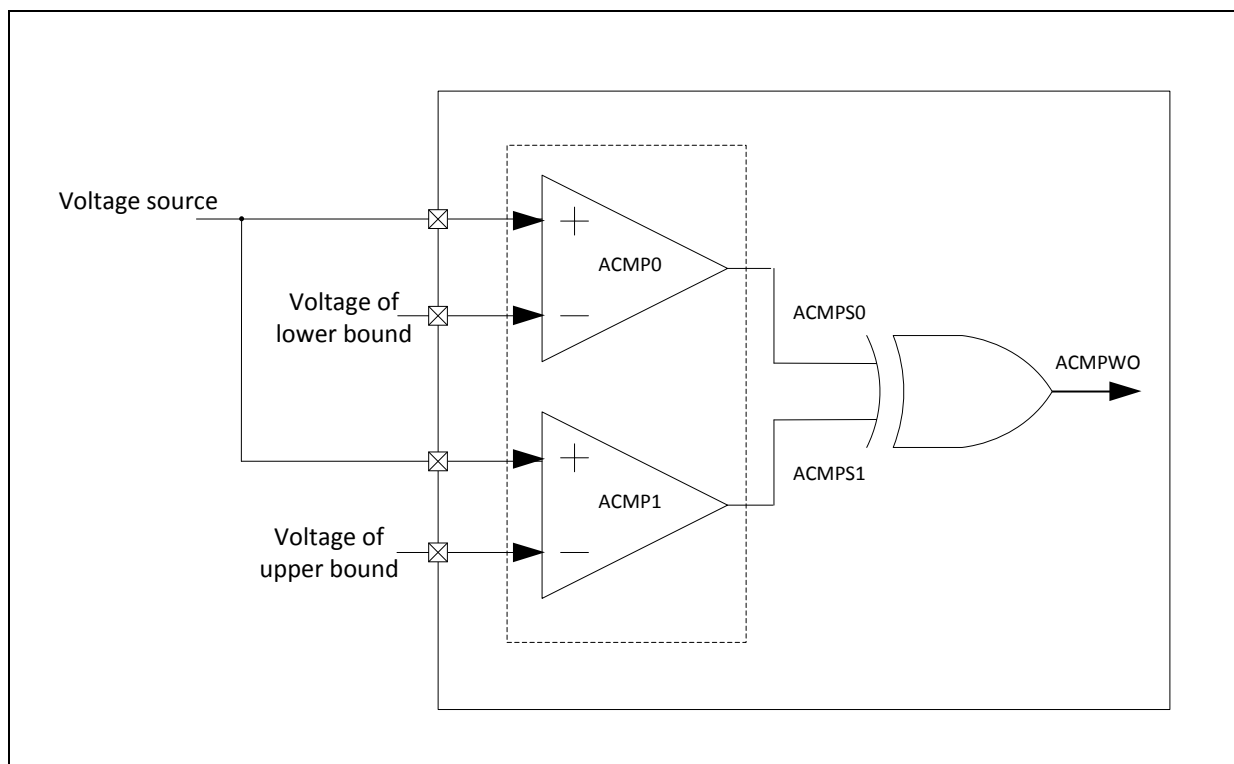 Voltage source
+
ACMP0
Voltage of
lower bound
−
ACMPS0
ACMPWO
+
ACMP1
ACMPS1
Voltage of
upper bound
−